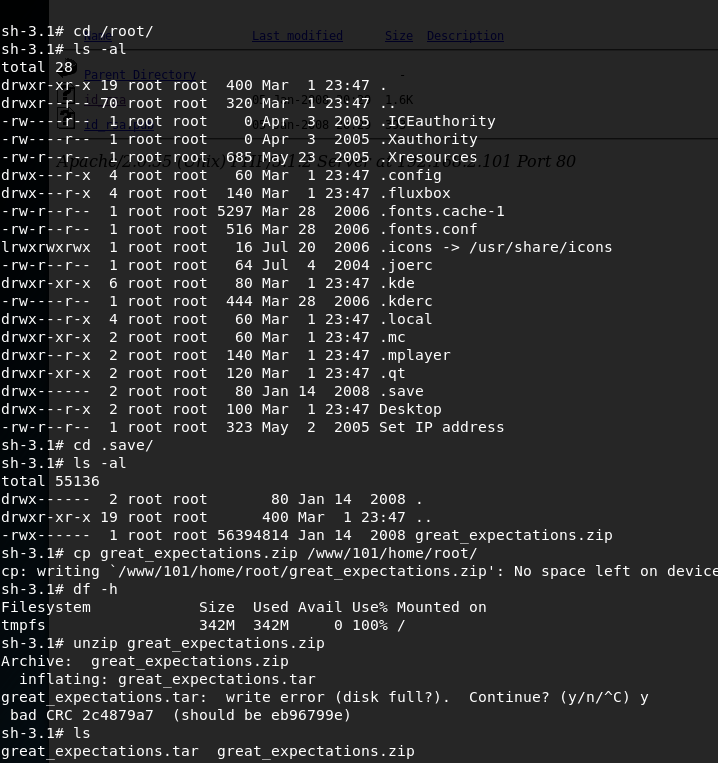 Name Last modified Size Description
sh-3.1# cd /root/
sh-3.1# ls -al
total 28
Parent Directory -
drwxr-xr-x 19 root root  400 Mar  1 23:47 .
drwxr--r-- 70 root root  320 Mar  1 23:47 ..
-rw----r--  1 root root    0 Apr  3  2005 .ICEauthority
-rw----r--  1 root root    0 Apr  3  2005 .Xauthority
-rw-r--r--  1 root root  685 May 23  2005 .Xresources
Apache/2.0.55 (Unix) PHP/5.1.2 Server at 192.168.2.101 Port 80
drwx---r-x  4 root root   60 Mar  1 23:47 .config
drwx---r-x  4 root root  140 Mar  1 23:47 .fluxbox
-rw-r--r--  1 root root 5297 Mar 28  2006 .fonts.cache-1
-rw-r--r--  1 root root  516 Mar 28  2006 .fonts.conf
lrwxrwxrwx  1 root root   16 Jul 20  2006 .icons -> /usr/share/icons
-rw-r--r--  1 root root   64 Jul  4  2004 .joerc
drwxr-xr-x  6 root root   80 Mar  1 23:47 .kde
-rw----r--  1 root root  444 Mar 28  2006 .kderc
drwx---r-x  4 root root   60 Mar  1 23:47 .local
drwxr-xr-x  2 root root   60 Mar  1 23:47 .mc
drwxr--r-x  2 root root  140 Mar  1 23:47 .mplayer
drwxr-xr-x  2 root root  120 Mar  1 23:47 .qt
drwx------  2 root root   80 Jan 14  2008 .save
drwx---r-x  2 root root  100 Mar  1 23:47 Desktop
-rw-r--r--  1 root root  323 May  2  2005 Set IP address
sh-3.1# cd .save/
sh-3.1# ls -al
total 55136
drwx------  2 root root       80 Jan 14  2008 .
drwxr-xr-x 19 root root      400 Mar  1 23:47 ..
-rwx------  1 root root 56394814 Jan 14  2008 great_expectations.zip
sh-3.1# cp great_expectations.zip /www/101/home/root/
cp: writing `/www/101/home/root/great_expectations.zip': No space left on device
sh-3.1# df -h
Filesystem            Size  Used Avail Use% Mounted on
tmpfs                 342M  342M     0 100% /
sh-3.1# unzip great_expectations.zip
Archive:  great_expectations.zip
  inflating: great_expectations.tar
great_expectations.tar:  write error (disk full?).  Continue? (y/n/^C) y
 bad CRC 2c4879a7  (should be eb96799e)
sh-3.1# ls
great_expectations.tar  great_expectations.zip